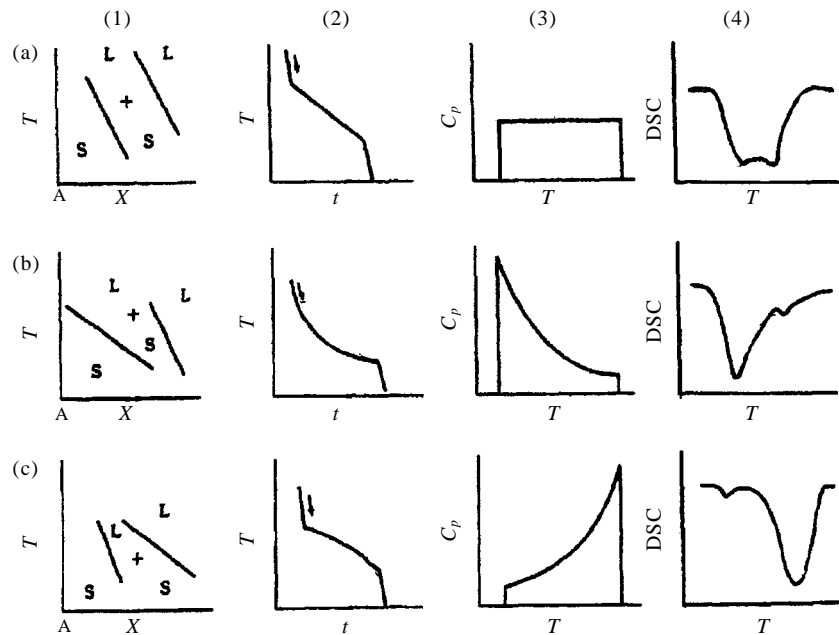 (1) (2) (3) (4)
(a) L L + S S T A X
T t
C_p T
DSC T
(b) L L + S S T A X
T t
C_p T
DSC T
(c) L L + S S T A X
T t
C_p T
DSC T